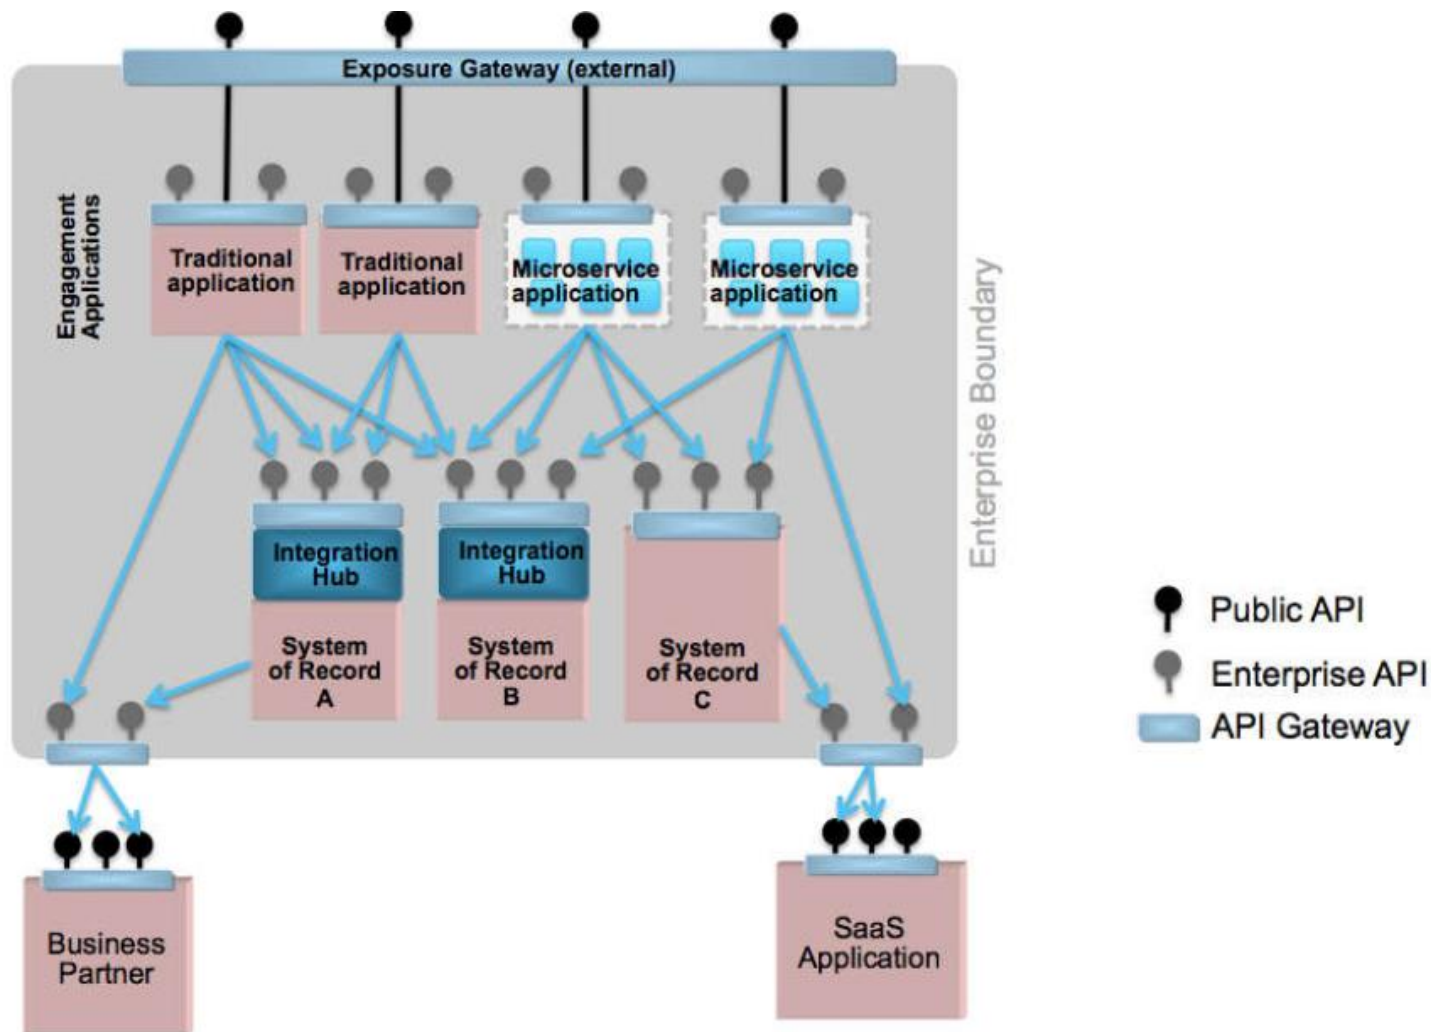 Exposure Gateway (external)
Engagement
Applications
Traditional
application
Traditional
application
Microservice
application
Microservice
application
Enterprise Boundary
Integration
Hub
Integration
Hub
System
of Record
A
System
of Record
B
System
of Record
C
Public API
Enterprise API
API Gateway
Business
Partner
SaaS
Application